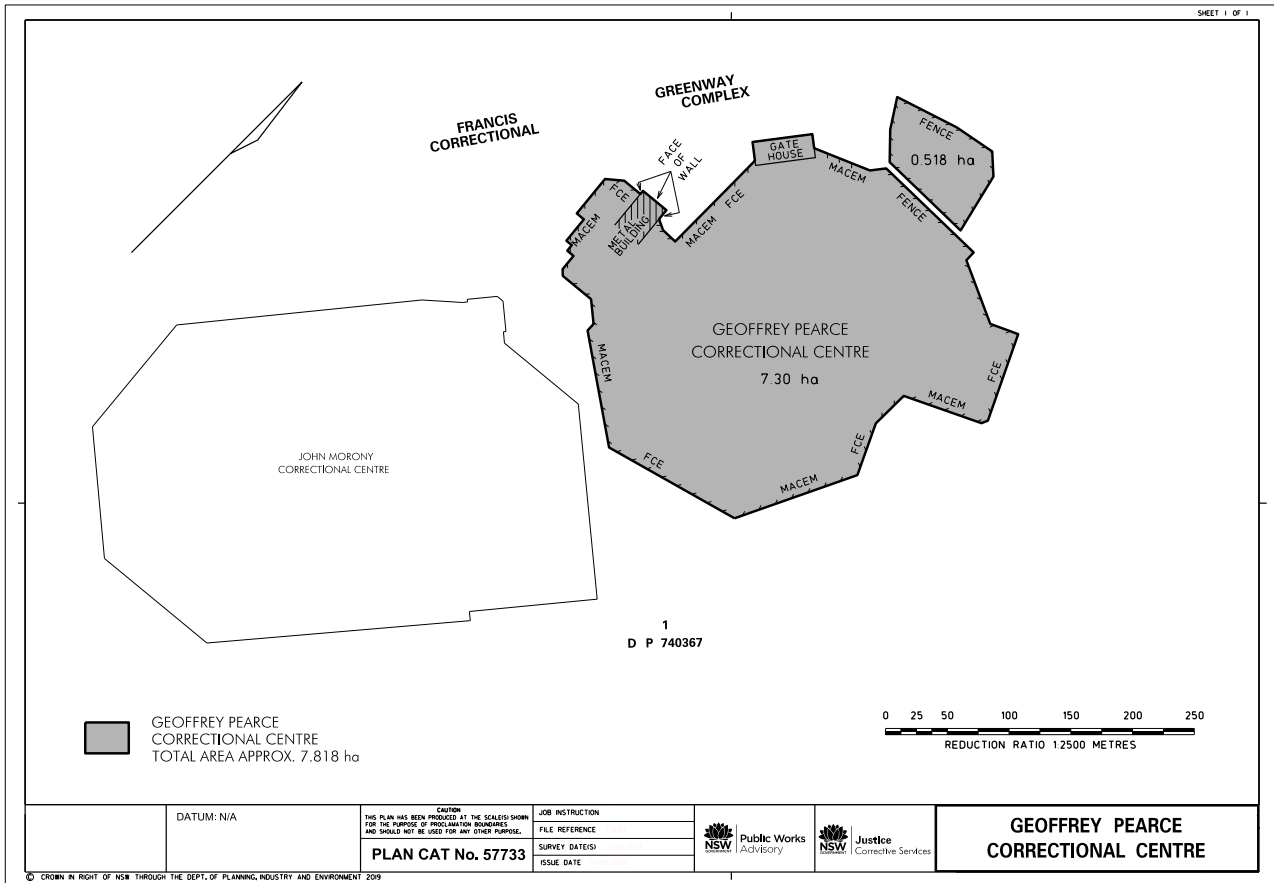 SHEET 1 OF 1
GREENWAY
COMPLEX
FRANCIS
CORRECTIONAL
FACE
OF
WALL
GATE
HOUSE
FENCE
0.518 ha
MACEM
FENCE
FCE
MACEM
FCE
MACEM
METAL
BUILDING
GEOFFREY PEARCE
CORRECTIONAL CENTRE
7.30 ha
MACEM
FCE
MACEM
FCE
MACEM
FCE
JOHN MORONY
CORRECTIONAL CENTRE
1
D P 740367
GEOFFREY PEARCE
CORRECTIONAL CENTRE
TOTAL AREA APPROX. 7.818 ha
0 25 50 100 150 200 250
REDUCTION RATIO 1:2500 METRES
DATUM: N/A
CAUTION
THIS PLAN HAS BEEN PRODUCED AT THE SCALE(S) SHOWN
FOR THE PURPOSE OF PROCLAMATION BOUNDARIES
AND SHOULD NOT BE USED FOR ANY OTHER PURPOSE.
PLAN CAT No. 57733
JOB INSTRUCTION
FILE REFERENCE
SURVEY DATE(S)
ISSUE DATE
NSW
GOVERNMENT
Public Works
Advisory
NSW
GOVERNMENT
Justice
Corrective Services
GEOFFREY PEARCE
CORRECTIONAL CENTRE
© CROWN IN RIGHT OF NSW THROUGH THE DEPT. OF PLANNING, INDUSTRY AND ENVIRONMENT 2019